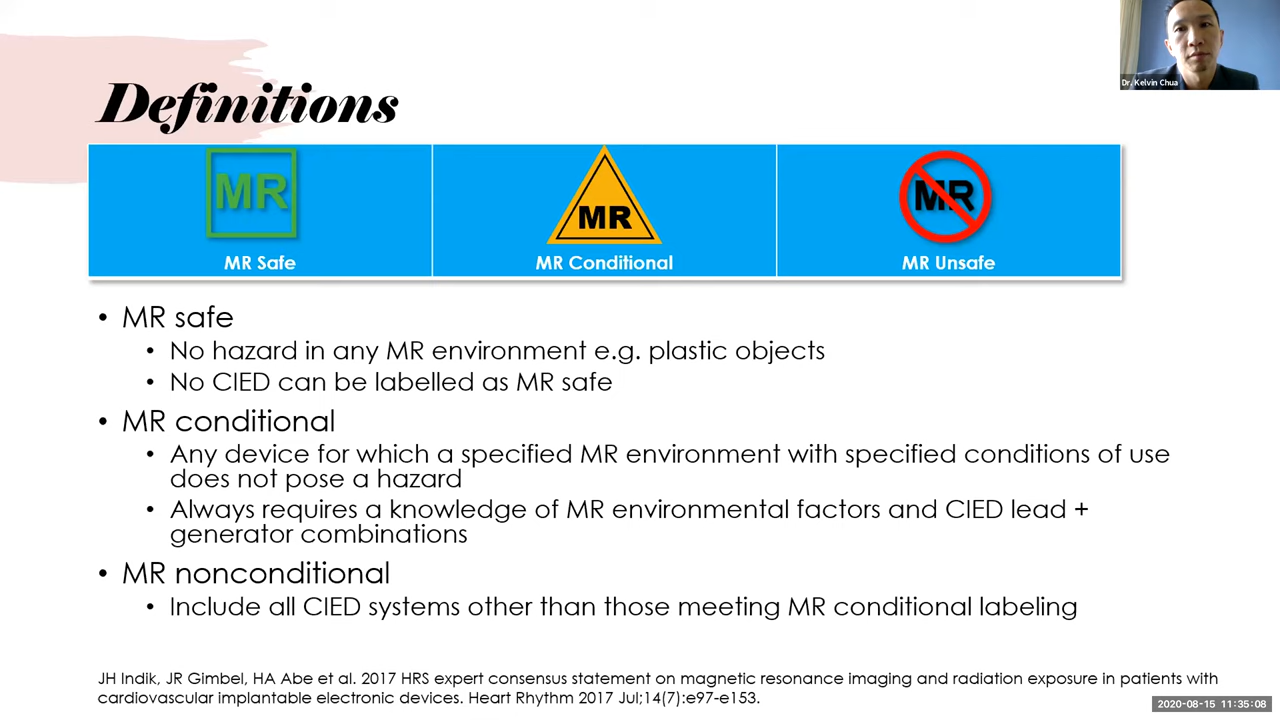 Dr. Kelvin Chua
Definitions
MR
MR
MR
MR Safe
MR Conditional
MR Unsafe
• MR safe
• No hazard in any MR environment e.g. plastic objects
• No CIED can be labelled as MR safe
• MR conditional
• Any device for which a specified MR environment with specified conditions of use
does not pose a hazard
• Always requires a knowledge of MR environmental factors and CIED lead +
generator combinations
• MR nonconditional
• Include all CIED systems other than those meeting MR conditional labeling
JH Indik, JR Gimbel, HA Abe et al. 2017 HRS expert consensus statement on magnetic resonance imaging and radiation exposure in patients with
cardiovascular implantable electronic devices. Heart Rhythm 2017 Jul;14(7):e97-e153.
2020-08-15 11:35:08